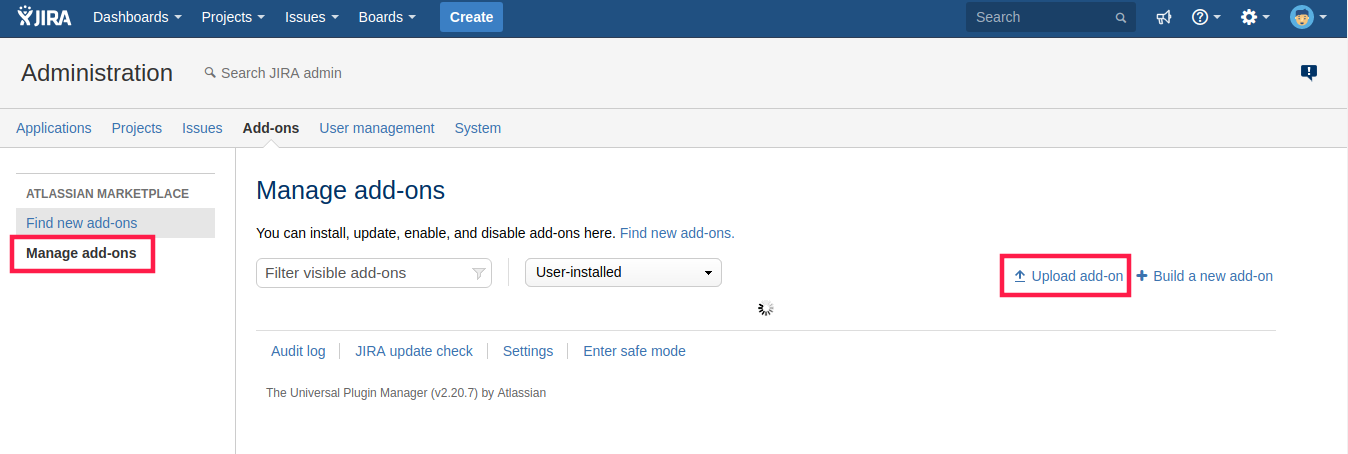 JIRA Dashboards Projects Issues Boards Create Search
Administration Search JIRA admin
Applications Projects Issues Add-ons User management System
ATLASSIAN MARKETPLACE
Find new add-ons
Manage add-ons
Manage add-ons
You can install, update, enable, and disable add-ons here. Find new add-ons.
Filter visible add-ons User-installed Upload add-on Build a new add-on
Audit log JIRA update check Settings Enter safe mode
The Universal Plugin Manager (v2.20.7) by Atlassian